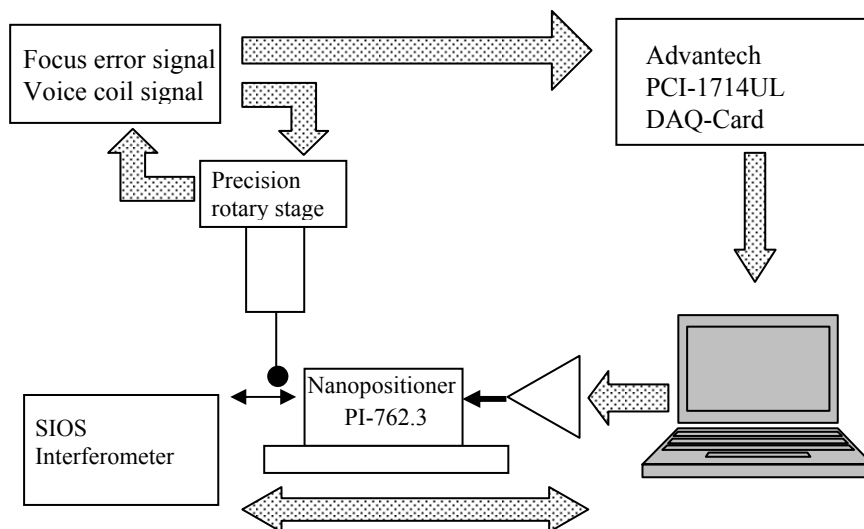 Focus error signal
Voice coil signal
Advantech
PCI-1714UL
DAQ-Card
Precision
rotary stage
Nanopositioner
PI-762.3
SIOS
Interferometer